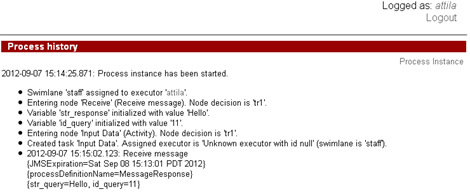 Logged as: attila
Logout
Process history
Process Instance
2012-09-07 15:14:25.871: Process instance has been started.
Swimlane 'staff' assigned to executor 'attila'.
Entering node 'Receive' (Receive message). Node decision is 'tr1'.
Variable 'str_response' initialized with value 'Hello'.
Variable 'id_query' initialized with value '11'.
Entering node 'Input Data' (Activity). Node decision is 'tr1'.
Created task 'Input Data'. Assigned executor is 'Unknown executor with id null' (swimlane is 'staff').
2012-09-07 15:15:02.123: Receive message
{JMSExpiration=Sat Sep 08 15:13:01 PDT 2012}
{processDefinitionName=MessageResponse}
{str_query=Hello, id_query=11}